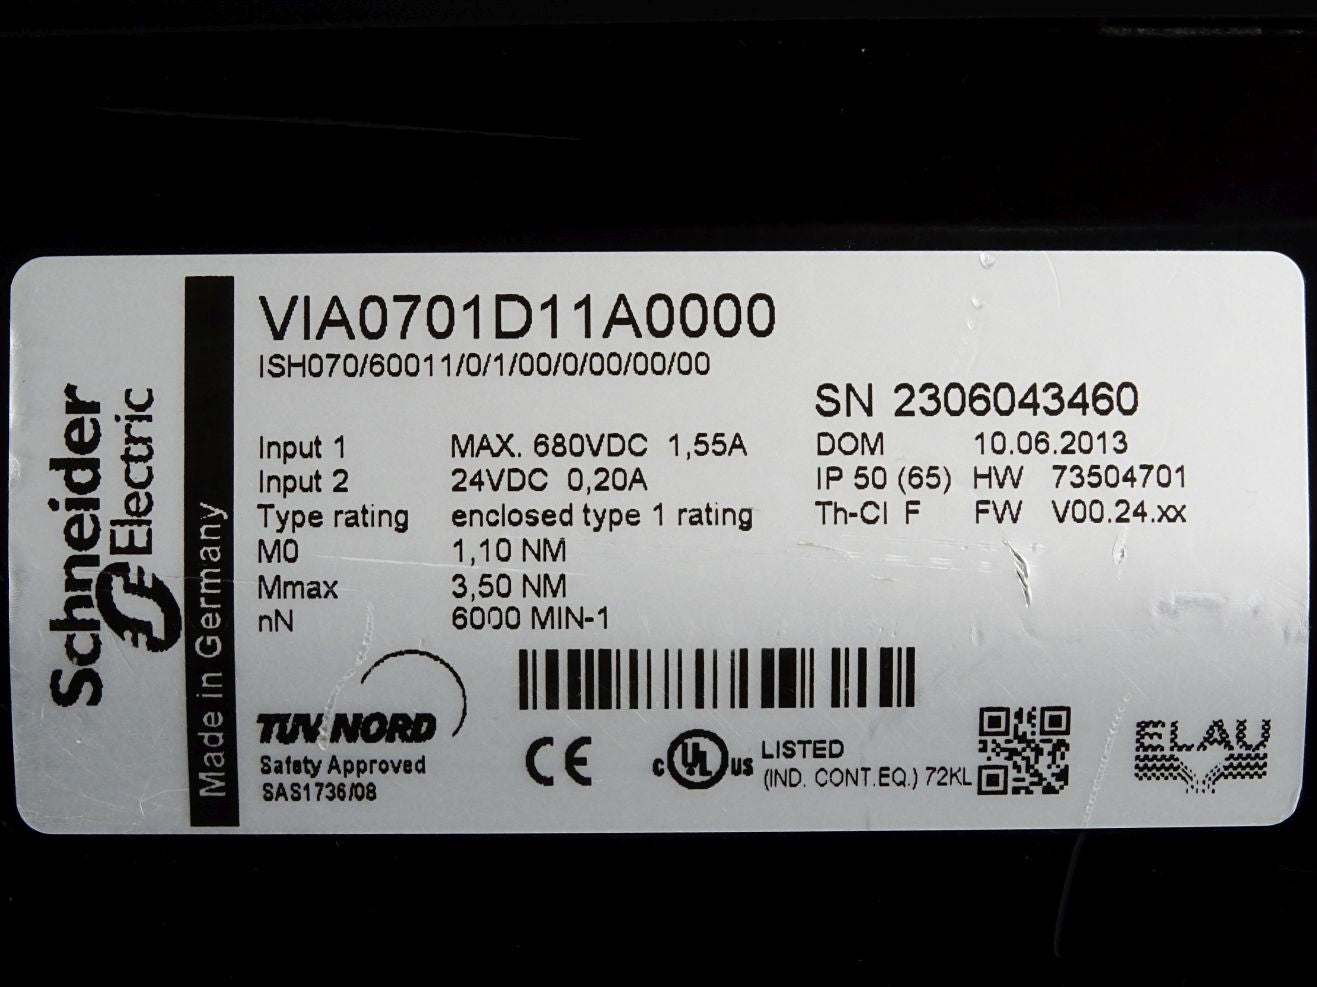 Schneider
Electric
Made in Germany
VIA0701D11A0000
ISH070/60011/0/1/00/0/00/00/00
SN 2306043460
Input 1 MAX. 680VDC 1,55A DOM 10.06.2013
Input 2 24VDC 0,20A IP 50 (65) HW 73504701
Type rating enclosed type 1 rating Th-Cl F FW V00.24.xx
M0 1,10 NM
Mmax 3,50 NM
nN 6000 MIN-1
TÜV NORD
Safety Approved
SAS1736/08
CE
c UL us LISTED
(IND. CONT.EQ.) 72KL
ELAU